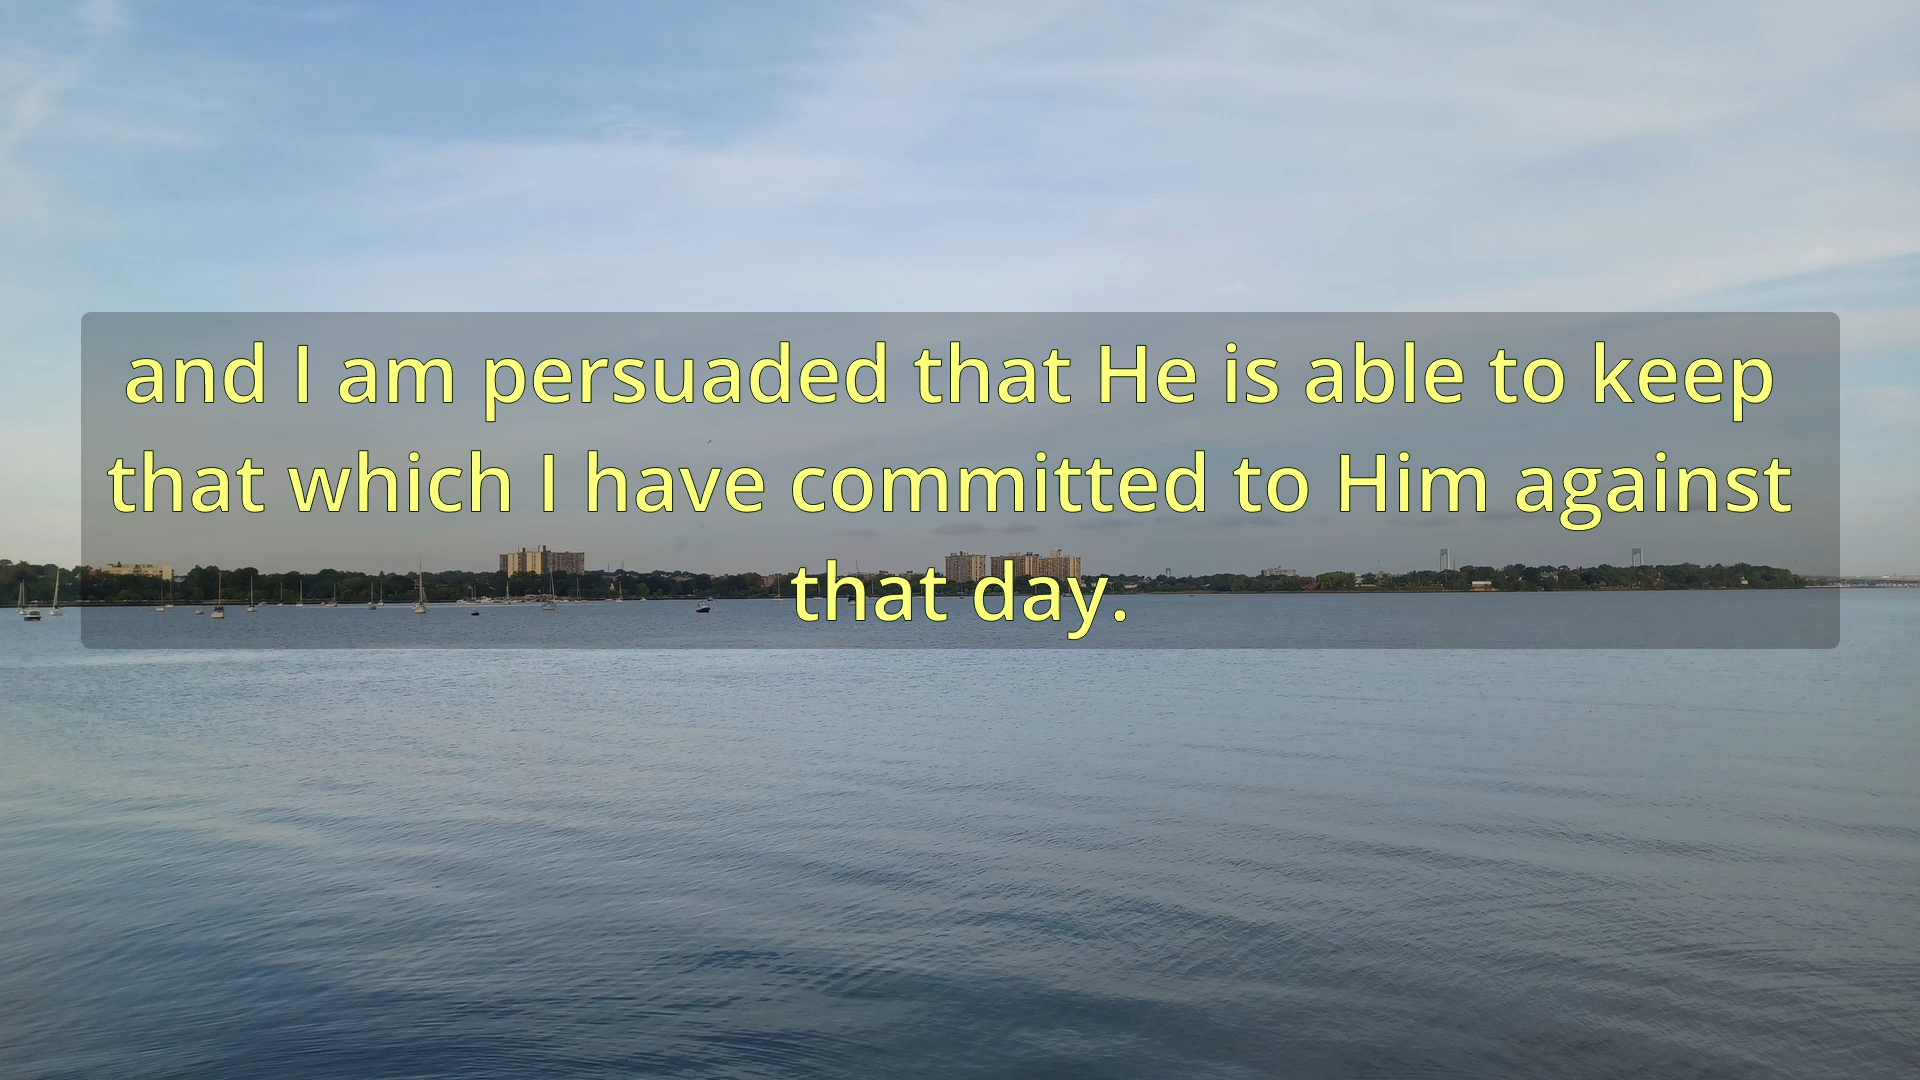 and I am persuaded that He is able to keep
that which I have committed to Him against
that day.